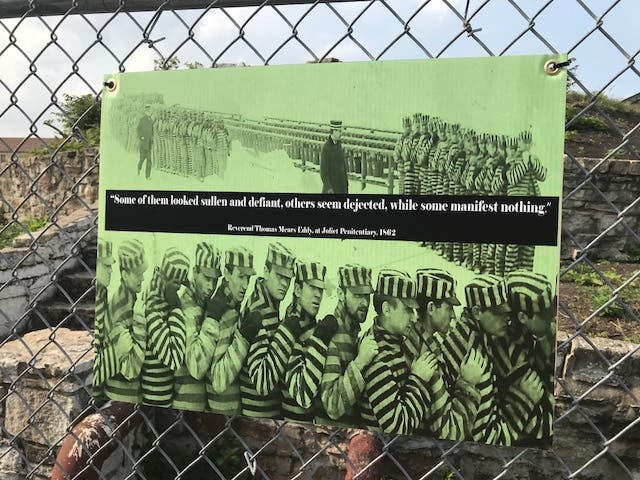 "Some of them looked sullen and defiant, others seem dejected, while some manifest nothing."
Reverend Thomas Mears Eddy, at Joliet Penitentiary, 1862